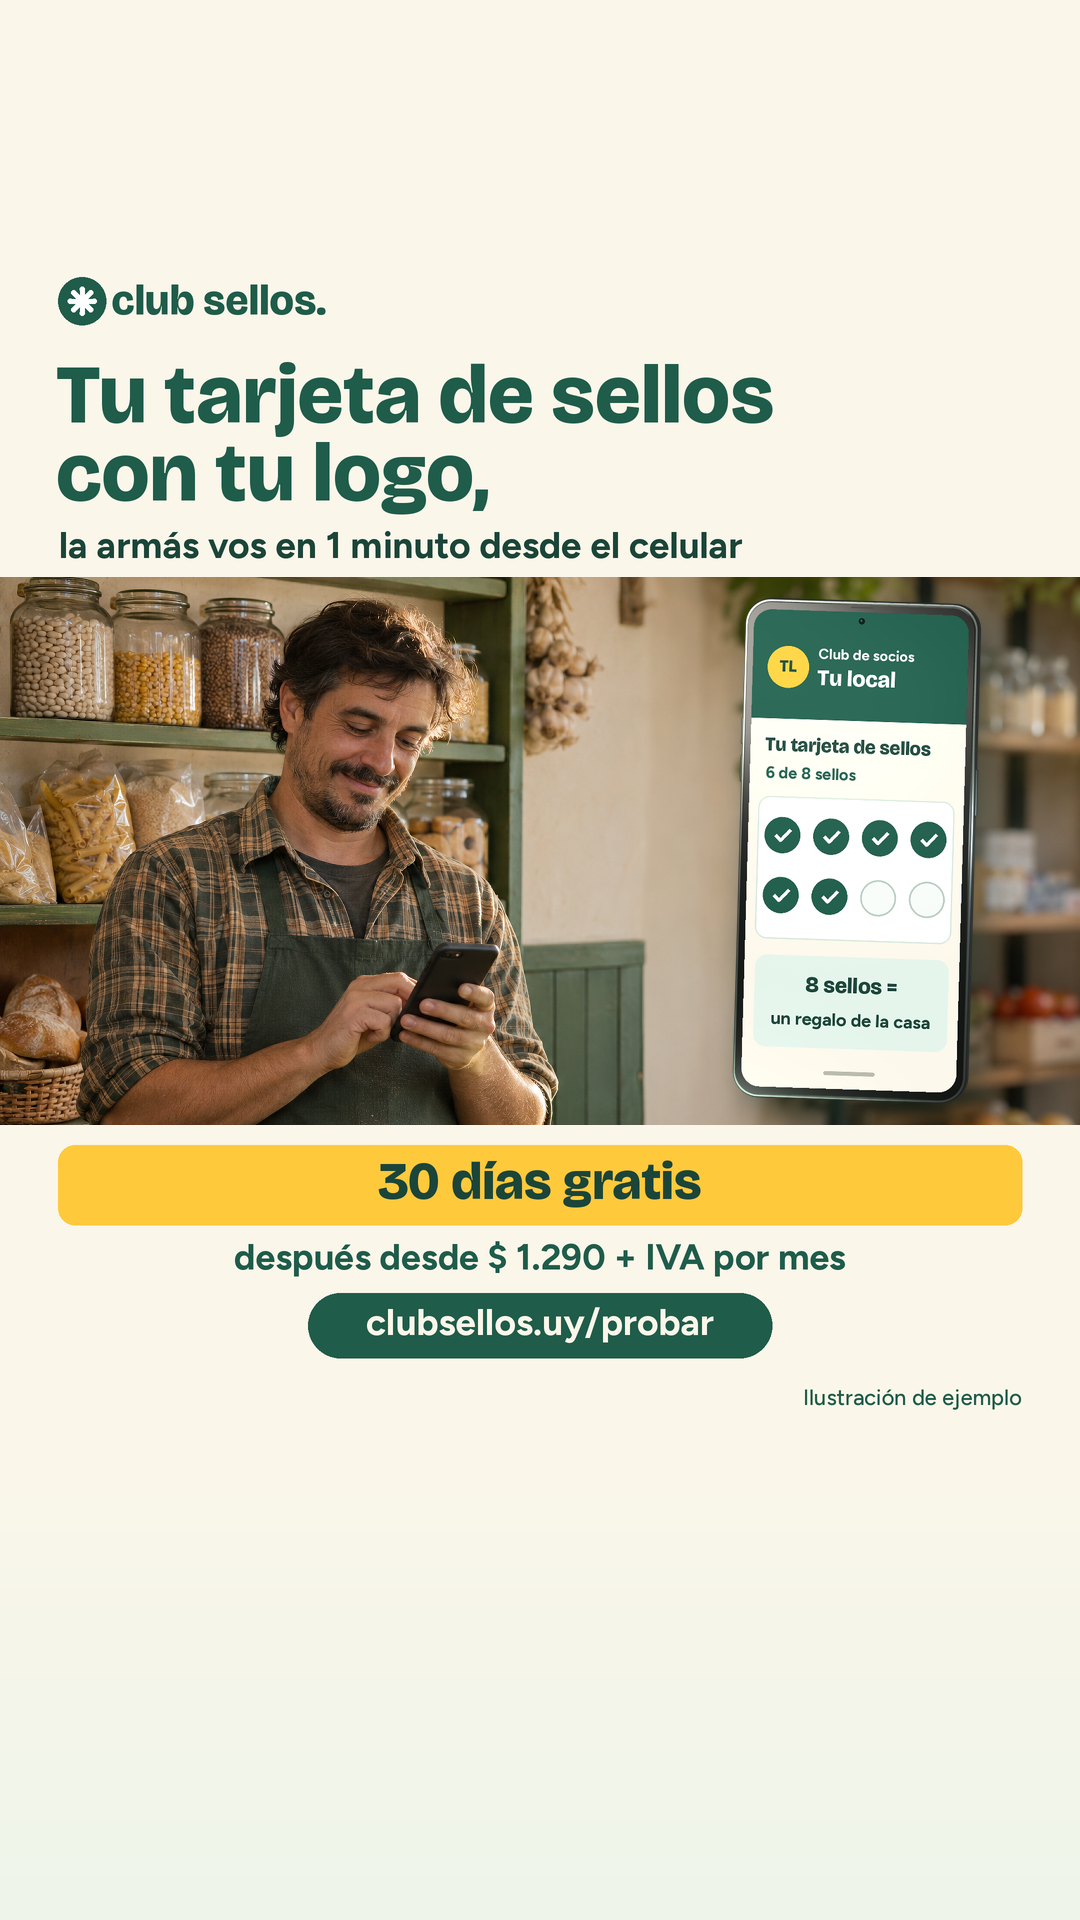 club sellos.
Tu tarjeta de sellos
con tu logo,
la armás vos en 1 minuto desde el celular
TL
Club de socios
Tu local
Tu tarjeta de sellos
6 de 8 sellos
8 sellos =
un regalo de la casa
30 días gratis
después desde $ 1.290 + IVA por mes
clubsellos.uy/probar
Ilustración de ejemplo